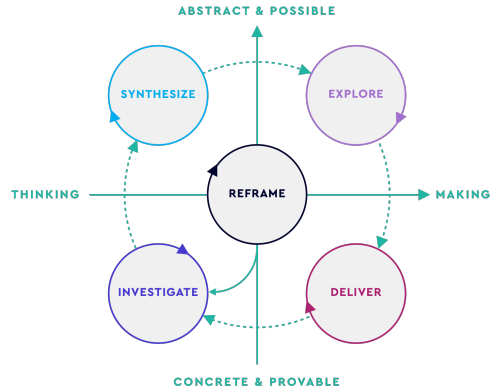 ABSTRACT & POSSIBLE
SYNTHESIZE
EXPLORE
THINKING
REFRAME
MAKING
INVESTIGATE
DELIVER
CONCRETE & PROVABLE